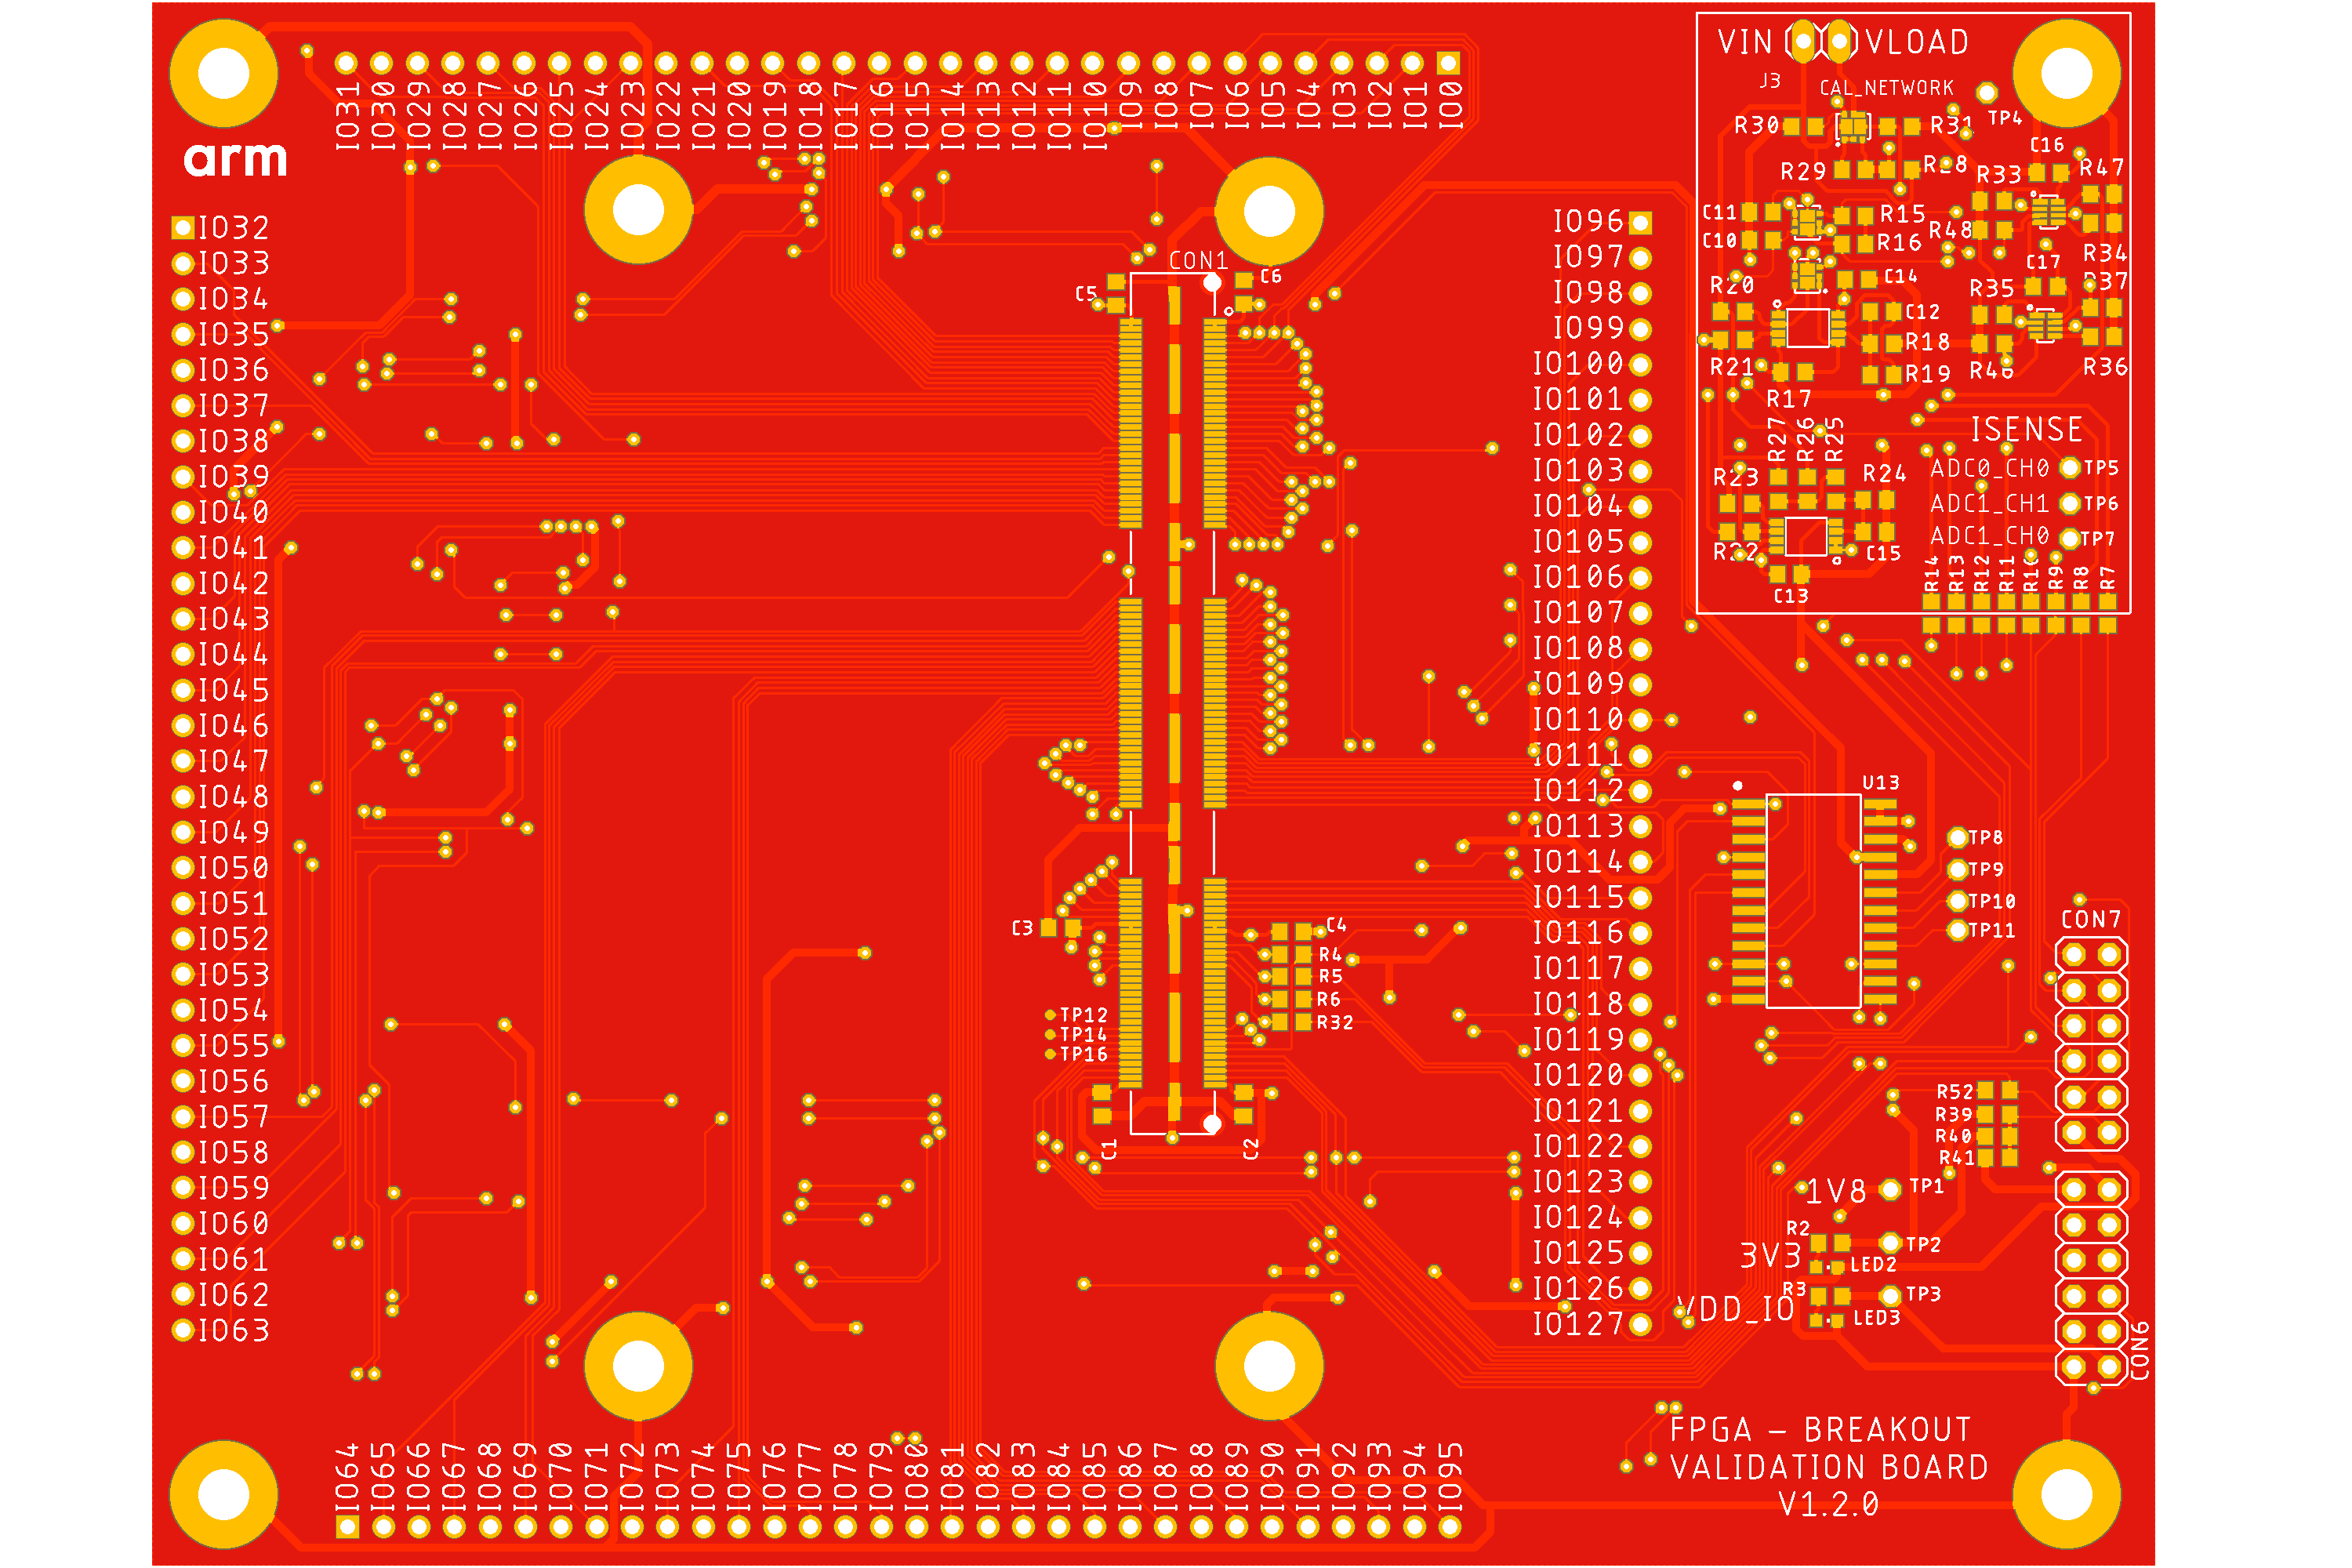 VIN VLOAD
J3
CAL_NETWORK
TP4
IO31
IO30
IO29
IO28
IO27
IO26
IO25
IO24
IO23
IO22
IO21
IO20
IO19
IO18
IO17
IO16
IO15
IO14
IO13
IO12
IO11
IO10
IO9
IO8
IO7
IO6
IO5
IO4
IO3
IO2
IO1
IO0
arm
R30
R31
C16
R29
R28
R33
R47
C11
R15
R48
C10
R16
R34
C17
R20
C14
R35
R37
C12
R18
R21
R19
R46
R36
R17
ISENSE
R27
R26
R25
R23
R24
ADC0_CH0 TP5
ADC1_CH1 TP6
ADC1_CH0 TP7
R22
C15
C13
R14
R13
R12
R11
R10
R9
R8
R7
IO32
IO33
IO34
IO35
IO36
IO37
IO38
IO39
IO40
IO41
IO42
IO43
IO44
IO45
IO46
IO47
IO48
IO49
IO50
IO51
IO52
IO53
IO54
IO55
IO56
IO57
IO58
IO59
IO60
IO61
IO62
IO63
CON1
C5
C6
C3
C4
R4
R5
R6
R32
TP12
TP14
TP16
C1
C2
IO96
IO97
IO98
IO99
IO100
IO101
IO102
IO103
IO104
IO105
IO106
IO107
IO108
IO109
IO110
IO111
IO112
IO113
IO114
IO115
IO116
IO117
IO118
IO119
IO120
IO121
IO122
IO123
IO124
IO125
IO126
IO127
U13
TP8
TP9
TP10
TP11
CON7
R52
R39
R40
R41
1V8 TP1
R2
3V3 TP2
LED2
R3
TP3
VDD_IO
LED3
CON6
FPGA - BREAKOUT
VALIDATION BOARD
V1.2.0
IO64
IO65
IO66
IO67
IO68
IO69
IO70
IO71
IO72
IO73
IO74
IO75
IO76
IO77
IO78
IO79
IO80
IO81
IO82
IO83
IO84
IO85
IO86
IO87
IO88
IO89
IO90
IO91
IO92
IO93
IO94
IO95